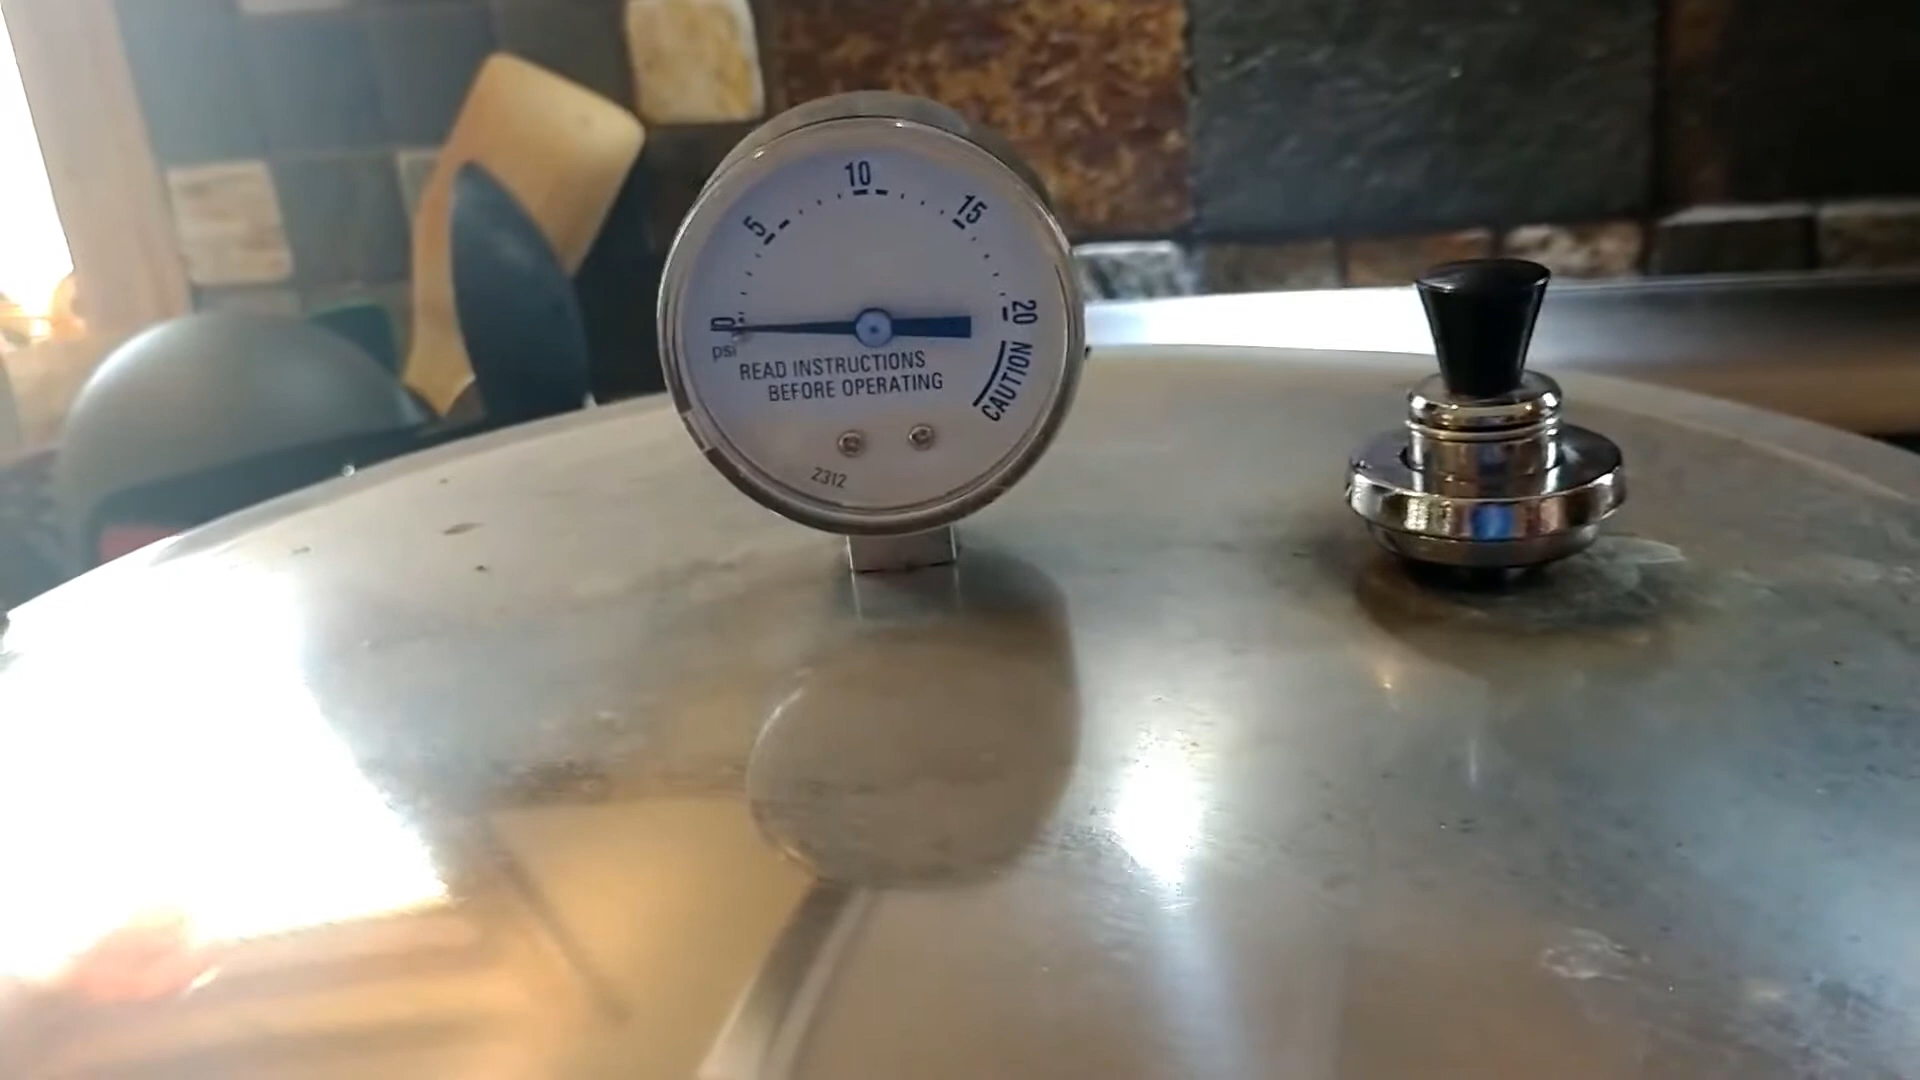 10
5
15
0
20
psi
READ INSTRUCTIONS
BEFORE OPERATING
CAUTION
2312